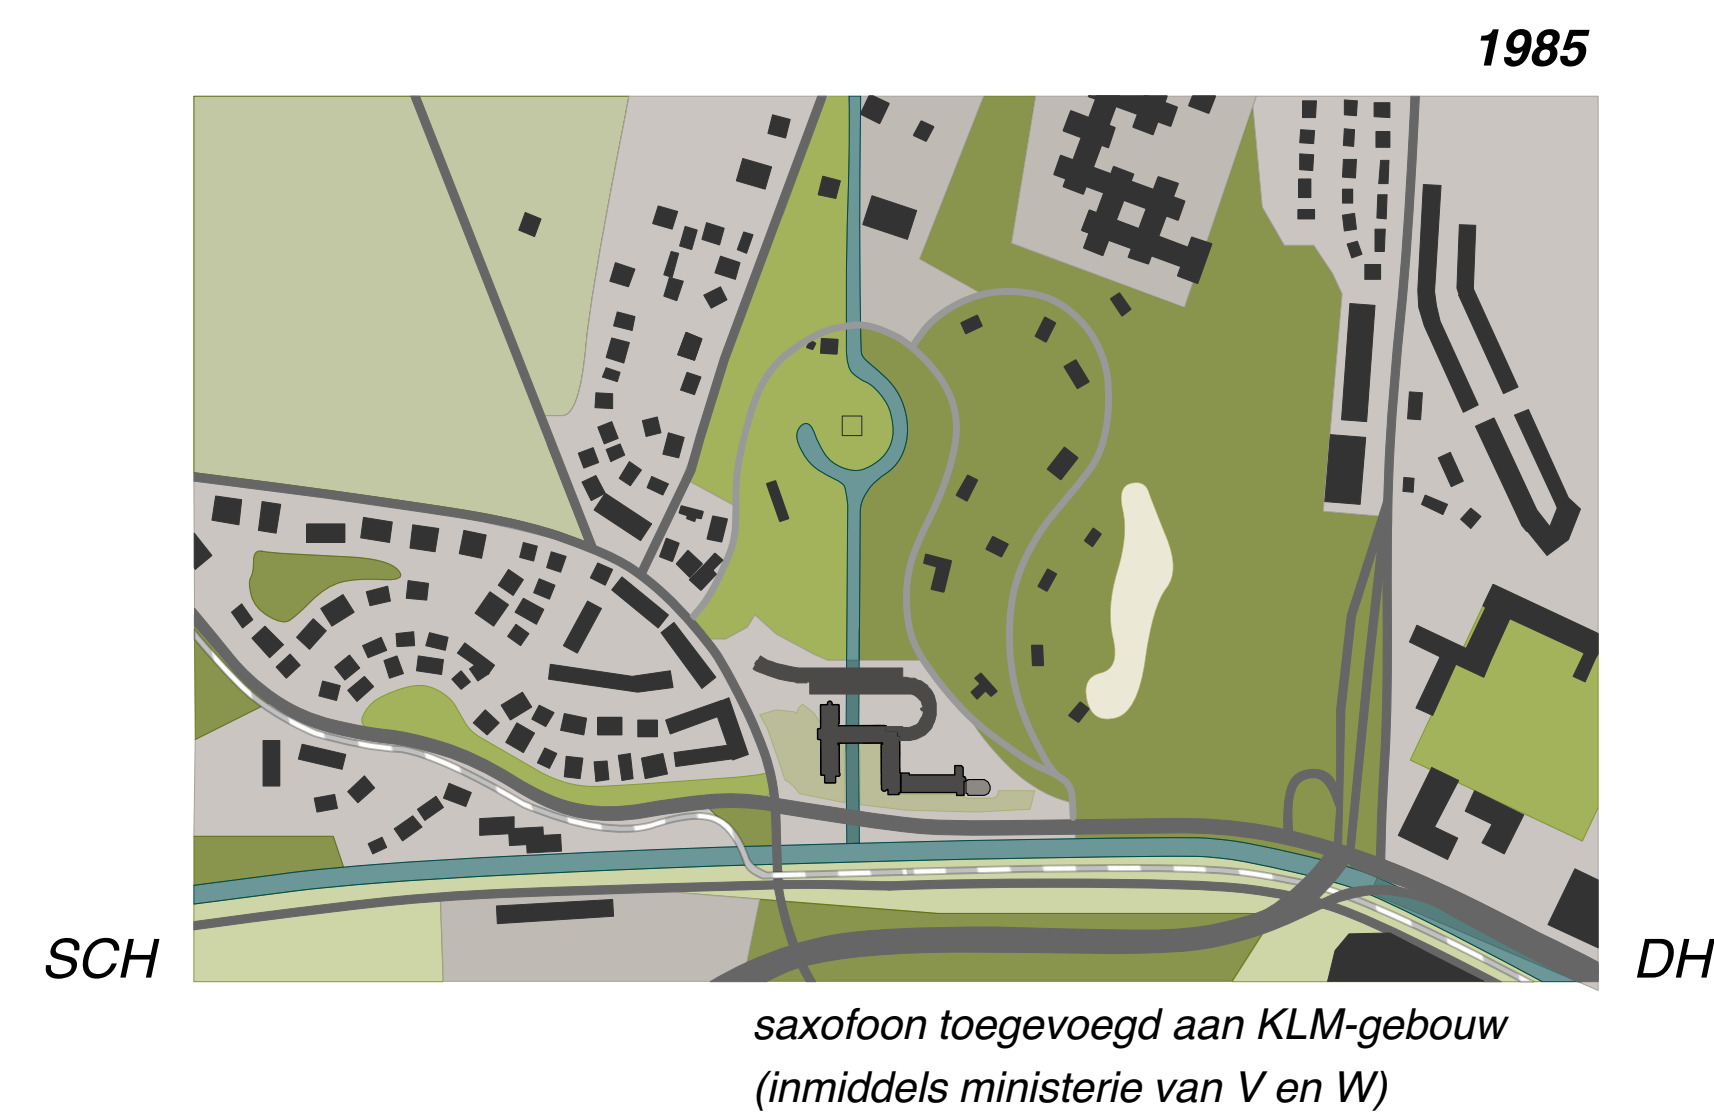 1985
SCH
DH
saxofoon toegevoegd aan KLM-gebouw
(inmiddels ministerie van V en W)